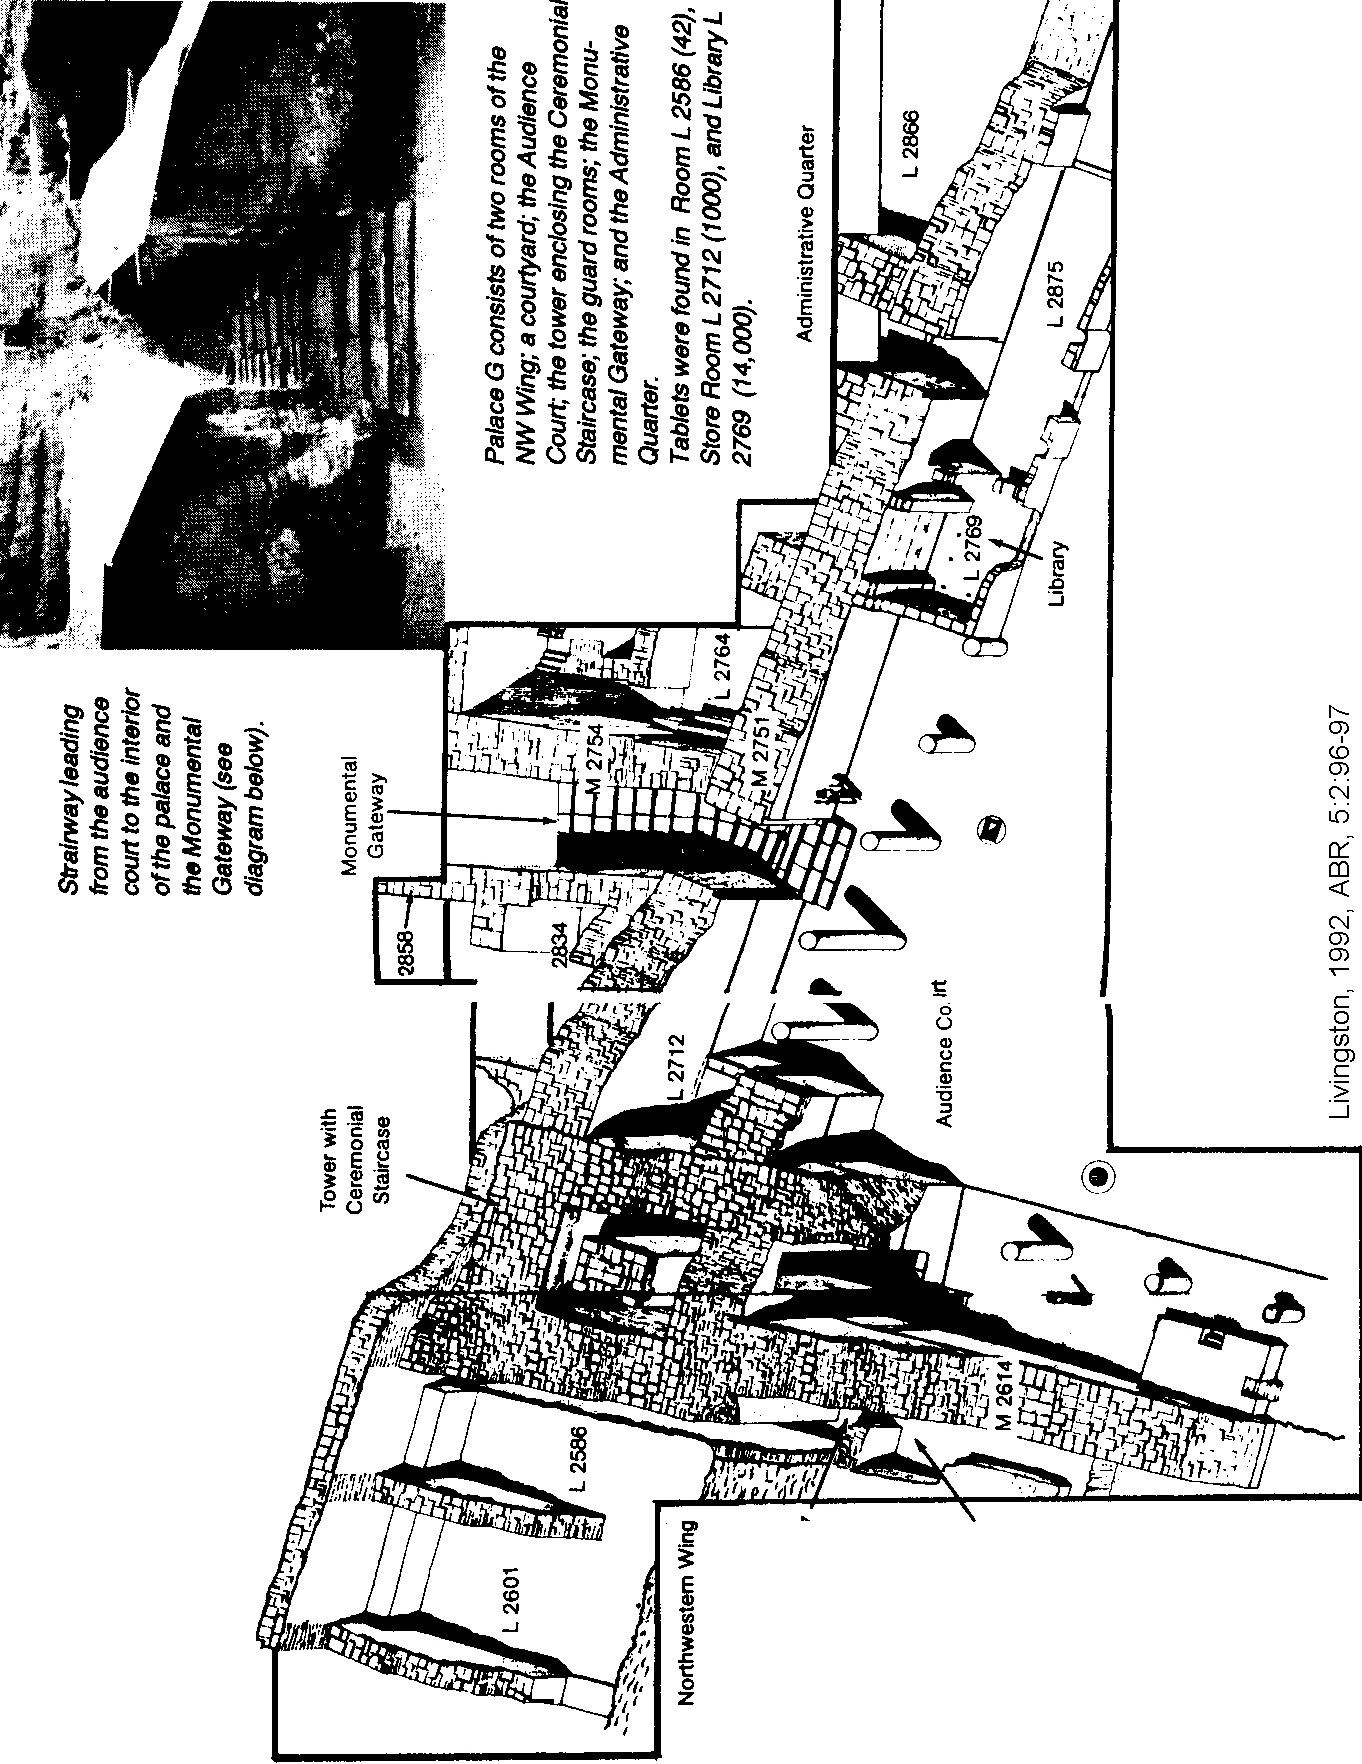 Strairway leading
from the audience
court to the interior
of the palace and
the Monumental
Gateway (see
diagram below).
Palace G consists of two rooms of the
NW Wing; a courtyard; the Audience
Court; the tower enclosing the Ceremonial
Staircase; the guard rooms; the Monu-
mental Gateway; and the Administrative
Quarter.
Tablets were found in Room L 2586 (42),
Store Room L 2712 (1000), and Library L
2769 (14,000).
Monumental
Gateway
2858
2834
M 2754
L 2764
M 2751
Administrative Quarter
L 2866
L 2875
L 2769
Library
Tower with
Ceremonial
Staircase
L 2712
Audience Co. lrt
L 2586
L 2601
M 2614
Northwestern Wing
Livingston, 1992, ABR, 5:2:96-97